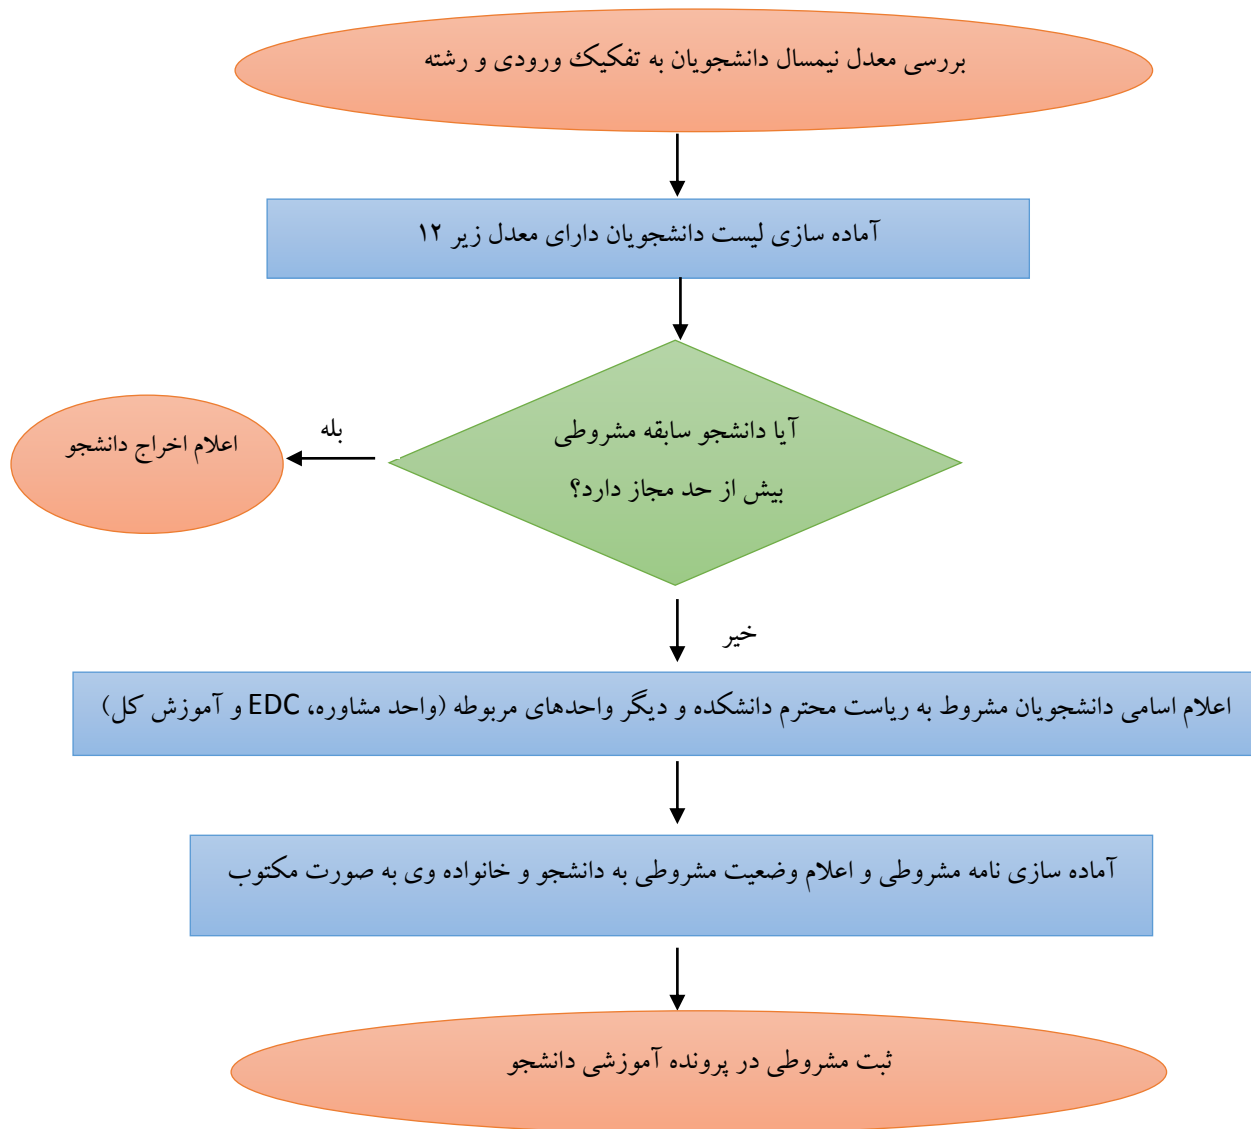 بررسی معدل نیمسال دانشجویان به تفکیک ورودی و رشته
آماده سازی لیست دانشجویان دارای معدل زیر ۱۲
آیا دانشجو سابقه مشروطی
بیش از حد مجاز دارد؟
بله
اعلام اخراج دانشجو
خیر
اعلام اسامی دانشجویان مشروط به ریاست محترم دانشکده و دیگر واحدهای مربوطه (واحد مشاوره، EDC و آموزش کل)
آماده سازی نامه مشروطی و اعلام وضعیت مشروطی به دانشجو و خانواده وی به صورت مکتوب
ثبت مشروطی در پرونده آموزشی دانشجو